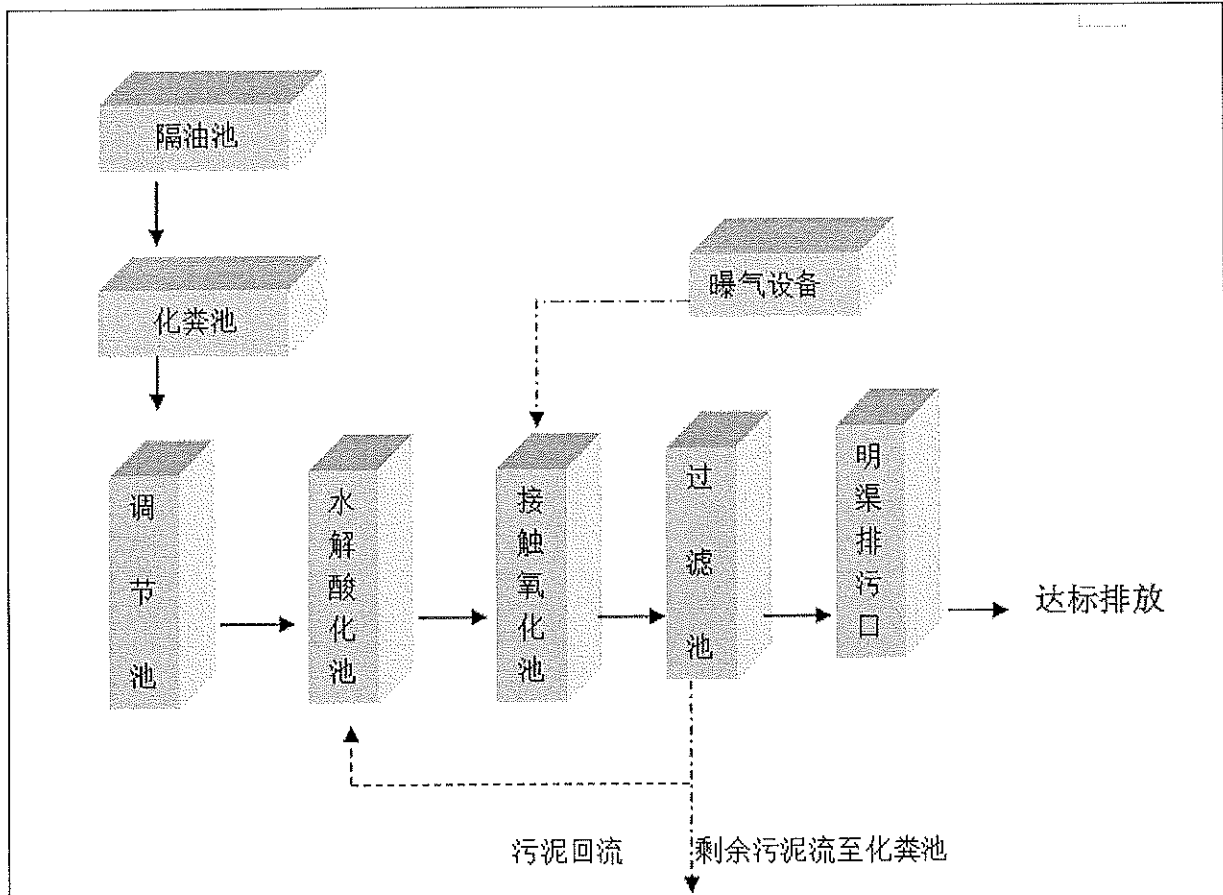 隔油池
化粪池
曝气设备
调节池
水解酸化池
接触氧化池
过滤池
明渠排污口
达标排放
污泥回流
剩余污泥流至化粪池